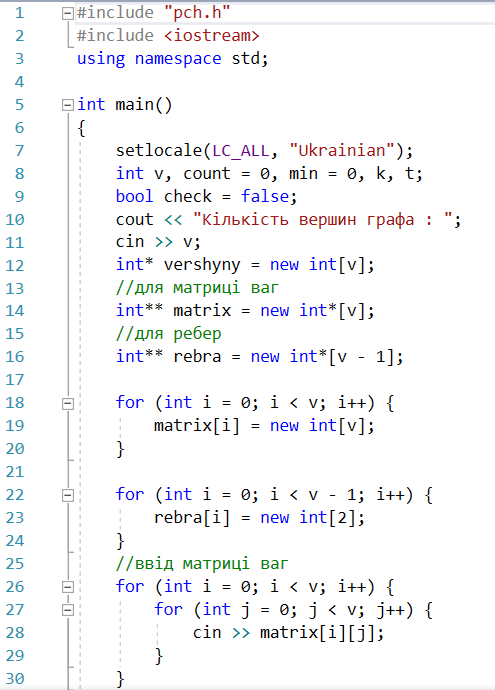 1 #include "pch.h"
2 #include <iostream>
3 using namespace std;
4
5 int main()
6 {
7 setlocale(LC_ALL, "Ukrainian");
8 int v, count = 0, min = 0, k, t;
9 bool check = false;
10 cout << "Кількість вершин графа : ";
11 cin >> v;
12 int* vershyny = new int[v];
13 //для матриці ваг
14 int** matrix = new int*[v];
15 //для ребер
16 int** rebra = new int*[v - 1];
17
18 for (int i = 0; i < v; i++) {
19 matrix[i] = new int[v];
20 }
21
22 for (int i = 0; i < v - 1; i++) {
23 rebra[i] = new int[2];
24 }
25 //ввід матриці ваг
26 for (int i = 0; i < v; i++) {
27 for (int j = 0; j < v; j++) {
28 cin >> matrix[i][j];
29 }
30 }